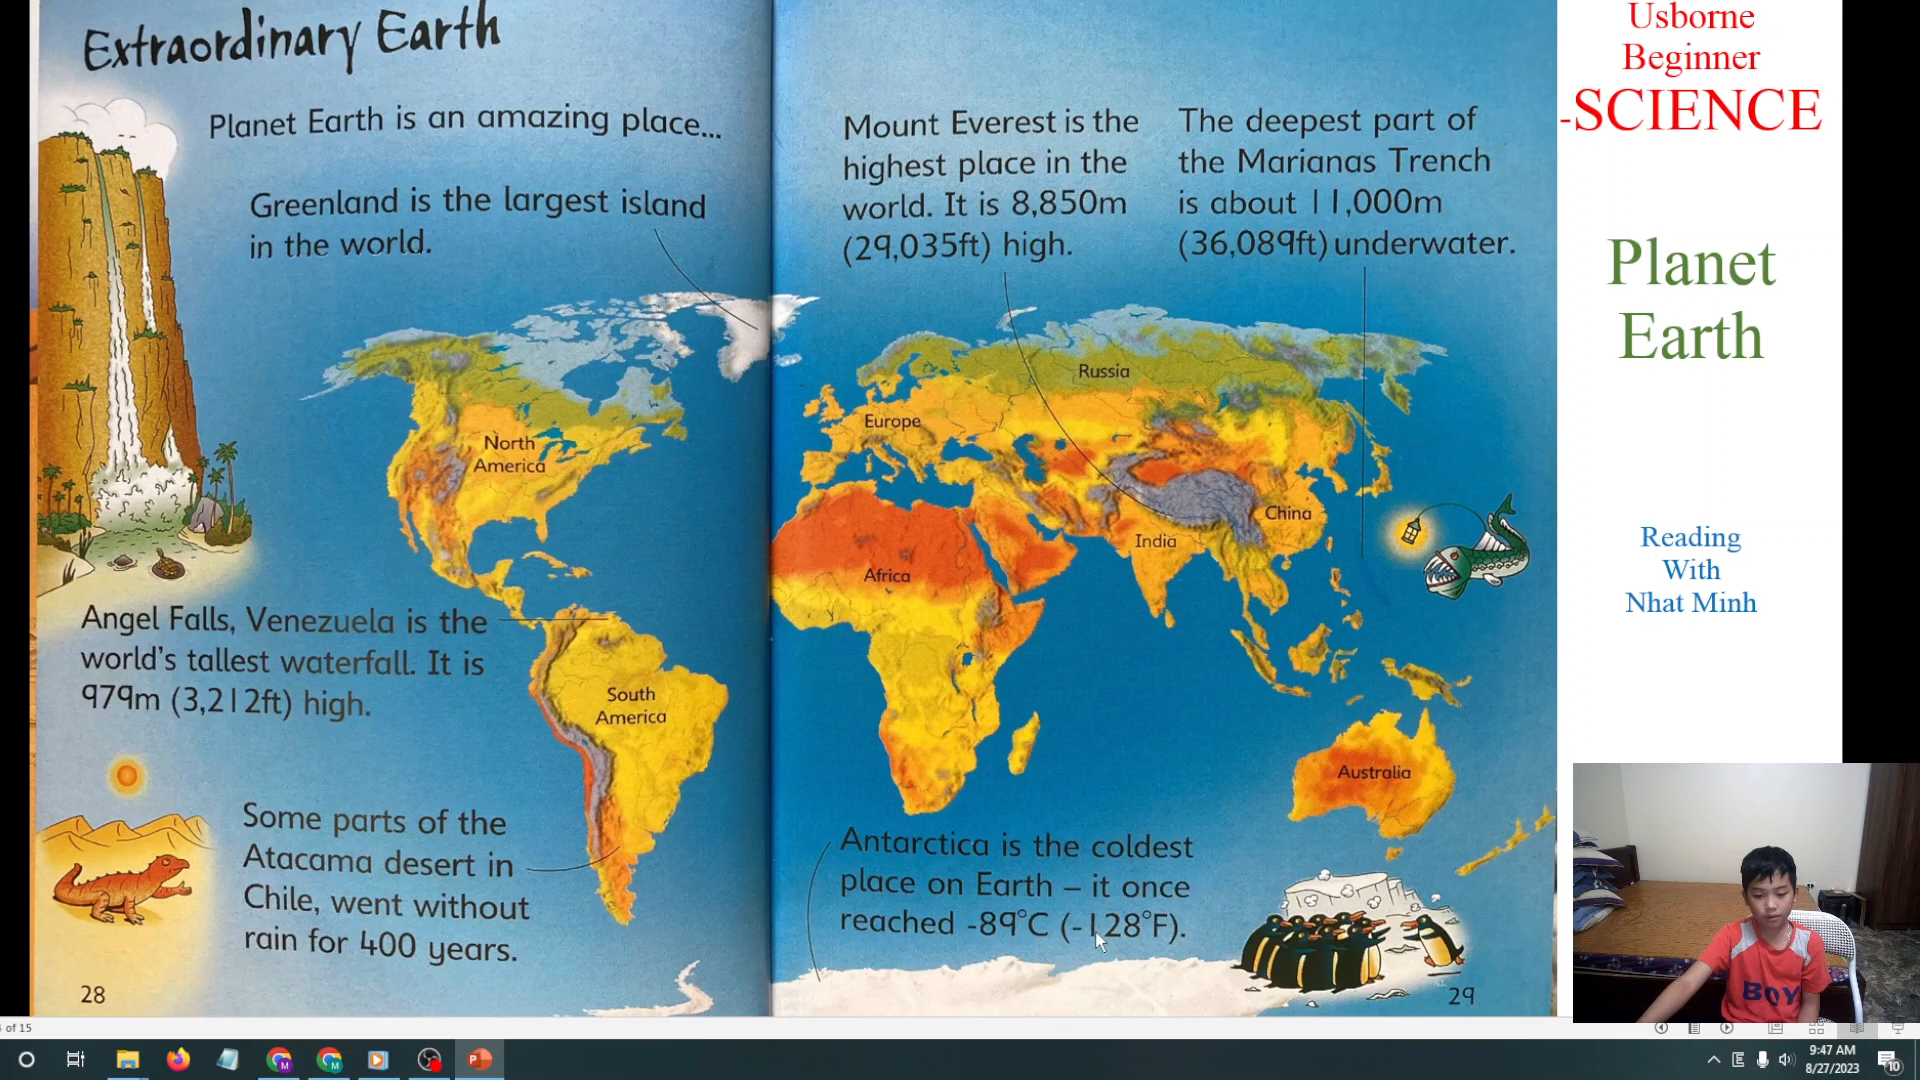 Extraordinary Earth
Planet Earth is an amazing place...
Greenland is the largest island
in the world.
Angel Falls, Venezuela is the
world's tallest waterfall. It is
979m (3,212ft) high.
Some parts of the
Atacama desert in
Chile, went without
rain for 400 years.
28
North
America
South
America
Mount Everest is the
highest place in the
world. It is 8,850m
(29,035ft) high.
The deepest part of
the Marianas Trench
is about 11,000m
(36,089ft) underwater.
Russia
Europe
China
India
Africa
Australia
Antarctica is the coldest
place on Earth – it once
reached -89°C (-128°F).
29
Usborne
Beginner
-SCIENCE
Planet
Earth
Reading
With
Nhat Minh
BOY
of 15
9:47 AM
8/27/2023
10